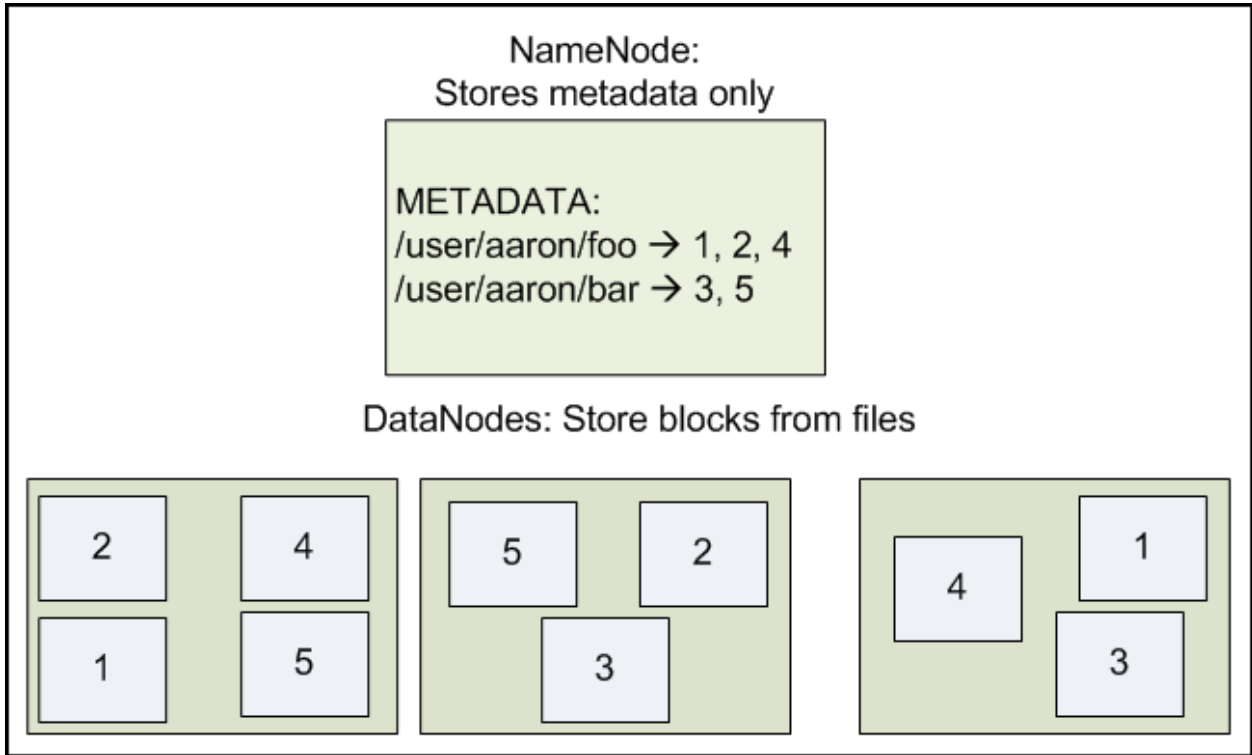 NameNode:
Stores metadata only
METADATA:
/user/aaron/foo → 1, 2, 4
/user/aaron/bar → 3, 5
DataNodes: Store blocks from files
2
4
1
5
5
2
3
4
1
3